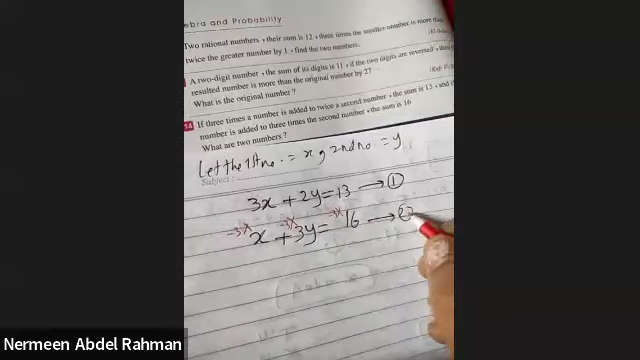 ebra and Probability
Two rational numbers , their sum is 12 , three times the smaller number is more than
twice the greater number by 1 , find the two numbers.
A two-digit number , the sum of its digits is 11 , if the two digits are reversed , then
resulted number is more than the original number by 27
What is the original number ?
14 If three times a number is added to twice a second number , the sum is 13 , and
number is added to three times the second number , the sum is 16
What are two numbers ?
Let the 1st no. = x , 2nd no. = y
Subject :
3x + 2y = 13 → ①
-3x -3x -3x
x + 3y = 16 → ②
Nermeen Abdel Rahman